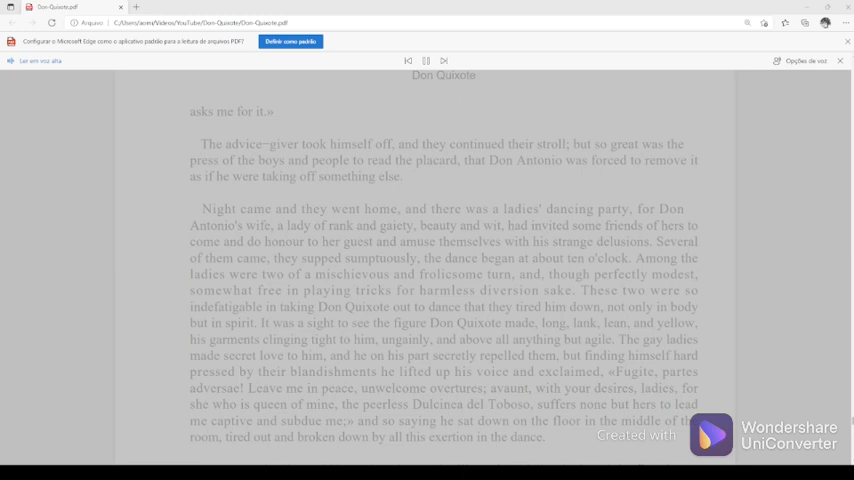 Don-Quixote.pdf
Arquivo
C:/Users/aoren/Videos/YouTube/Don-Quixote/Don-Quixote.pdf
Configurar o Microsoft Edge como o aplicativo padrão para a leitura de arquivos PDF?
Definir como padrão
Ler em voz alta
Opções de voz
Don Quixote
asks me for it.»
The advice-giver took himself off, and they continued their stroll; but so great was the
press of the boys and people to read the placard, that Don Antonio was forced to remove it
as if he were taking off something else.
Night came and they went home, and there was a ladies' dancing party, for Don
Antonio's wife, a lady of rank and gaiety, beauty and wit, had invited some friends of hers to
come and do honour to her guest and amuse themselves with his strange delusions. Several
of them came, they supped sumptuously, the dance began at about ten o'clock. Among the
ladies were two of a mischievous and frolicsome turn, and, though perfectly modest,
somewhat free in playing tricks for harmless diversion sake. These two were so
indefatigable in taking Don Quixote out to dance that they tired him down, not only in body
but in spirit. It was a sight to see the figure Don Quixote made, long, lank, lean, and yellow,
his garments clinging tight to him, ungainly, and above all anything but agile. The gay ladies
made secret love to him, and he on his part secretly repelled them, but finding himself hard
pressed by their blandishments he lifted up his voice and exclaimed, «Fugite, partes
adversae! Leave me in peace, unwelcome overtures; avaunt, with your desires, ladies, for
she who is queen of mine, the peerless Dulcinea del Toboso, suffers none but hers to lead
me captive and subdue me;» and so saying he sat down on the floor in the middle of the
room, tired out and broken down by all this exertion in the dance.
Created with
Wondershare
UniConverter